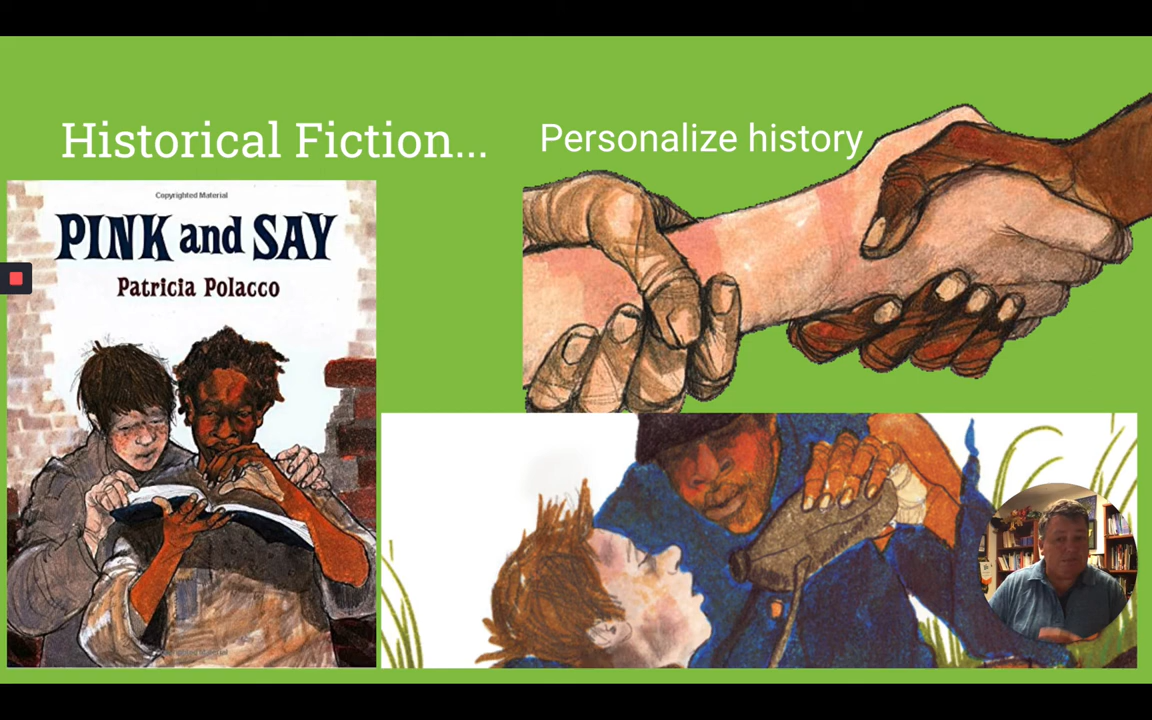 Historical Fiction...
Personalize history
Copyrighted Material
PINK and SAY
Patricia Polacco